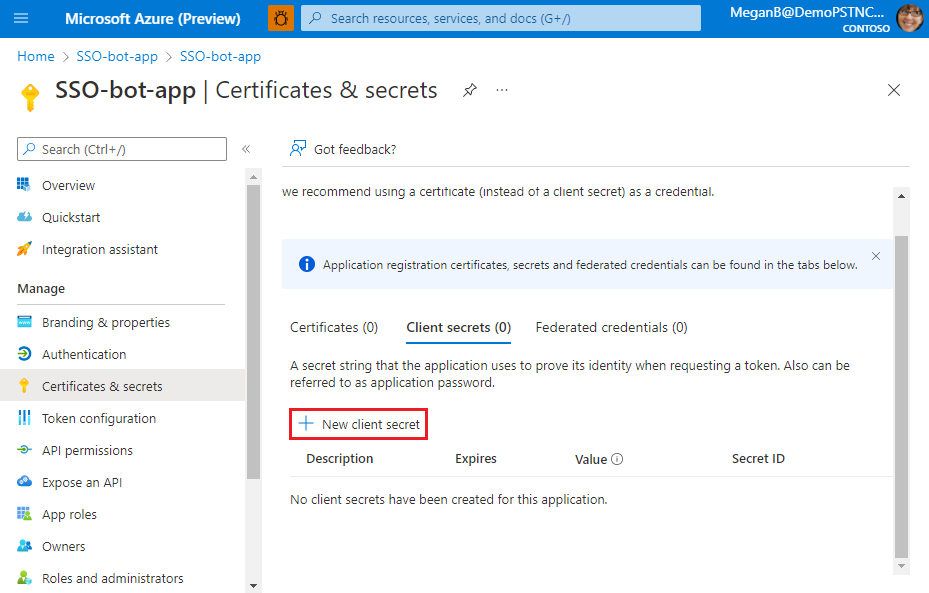 Microsoft Azure (Preview)
Search resources, services, and docs (G+/)
MeganB@DemoPSTNC...
CONTOSO
Home > SSO-bot-app > SSO-bot-app
SSO-bot-app | Certificates & secrets
...
Search (Ctrl+/)
«
Overview
Quickstart
Integration assistant
Manage
Branding & properties
Authentication
Certificates & secrets
Token configuration
API permissions
Expose an API
App roles
Owners
Roles and administrators
Got feedback?
we recommend using a certificate (instead of a client secret) as a credential.
Application registration certificates, secrets and federated credentials can be found in the tabs below.
Certificates (0) Client secrets (0) Federated credentials (0)
A secret string that the application uses to prove its identity when requesting a token. Also can be
referred to as application password.
New client secret
Description Expires Value Secret ID
No client secrets have been created for this application.